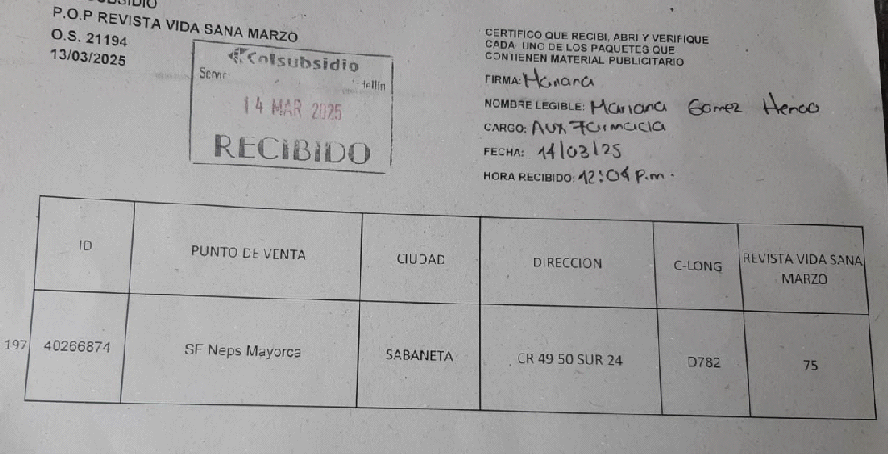 P.O.P REVISTA VIDA SANA MARZO
O.S. 21194
13/03/2025
Colsubsidio
14 MAR 2025
RECIBIDO
CERTIFICO QUE RECIBI, ABRI Y VERIFIQUE
CADA UNO DE LOS PAQUETES QUE
CONTIENEN MATERIAL PUBLICITARIO
FIRMA: Mariana
NOMBRE LEGIBLE: Mariana Gomez Henao
CARGO: Aux Farmacia
FECHA: 14/03/25
HORA RECIBIDO: 12:04 P.m.
ID PUNTO DE VENTA CIUDAD DIRECCION C-LONG REVISTA VIDA SANA
MARZO
197 40266874 SF Neps Mayorca SABANETA CR 49 50 SUR 24 D782 75